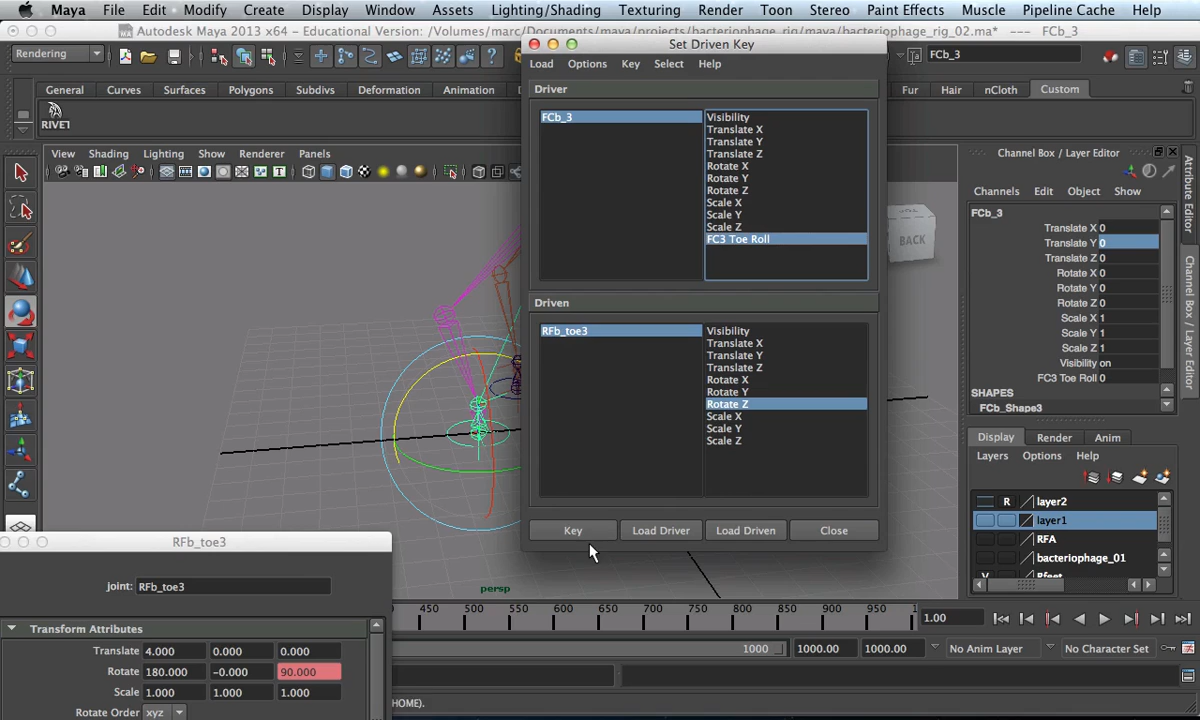 Maya File Edit Modify Create Display Window Assets Lighting/Shading Texturing Render Toon Stereo Paint Effects Muscle Pipeline Cache Help
Autodesk Maya 2013 x64 - Educational Version: /Volumes/marc/Documents/maya/projects/bacteriophage_rig/maya/bacteriophage_rig_02.ma* --- FCb_3
Rendering
FCb_3
General Curves Surfaces Polygons Subdivs Deformation Animation Fur Hair nCloth Custom
RIVET
View Shading Lighting Show Renderer Panels
Set Driven Key
Load Options Key Select Help
Driver
FCb_3
Visibility
Translate X
Translate Y
Translate Z
Rotate X
Rotate Y
Rotate Z
Scale X
Scale Y
Scale Z
FC3 Toe Roll
Driven
RFb_toe3
Visibility
Translate X
Translate Y
Translate Z
Rotate X
Rotate Y
Rotate Z
Scale X
Scale Y
Scale Z
Key Load Driver Load Driven Close
BACK
persp
Channel Box / Layer Editor
Channels Edit Object Show
FCb_3
Translate X 0
Translate Y 0
Translate Z 0
Rotate X 0
Rotate Y 0
Rotate Z 0
Scale X 1
Scale Y 1
Scale Z 1
Visibility on
FC3 Toe Roll 0
SHAPES
FCb_Shape3
Attribute Editor
Channel Box / Layer Editor
Display Render Anim
Layers Options Help
R layer2
layer1
RFA
bacteriophage_01
V Rfeet
RFb_toe3
joint: RFb_toe3
Transform Attributes
Translate 4.000 0.000 0.000
Rotate 180.000 -0.000 90.000
Scale 1.000 1.000 1.000
Rotate Order xyz
450 500 550 600 650 700 750 800 850 900 950 1
1.00
1000 1000.00 1000.00 No Anim Layer No Character Set
HOME).